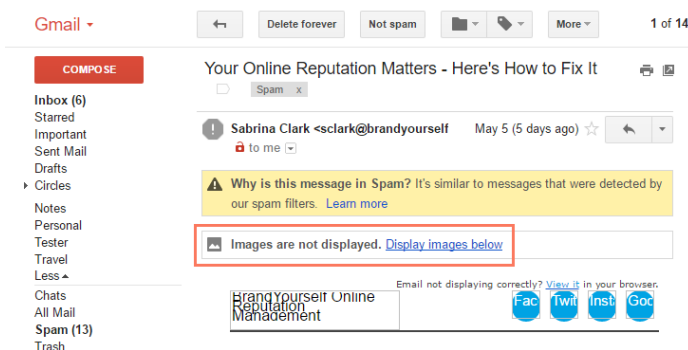 Gmail
Delete forever
Not spam
More
1 of 14
COMPOSE
Inbox (6)
Starred
Important
Sent Mail
Drafts
Circles
Notes
Personal
Tester
Travel
Less
Chats
All Mail
Spam (13)
Trash
Your Online Reputation Matters - Here's How to Fix It
Spam x
Sabrina Clark <sclark@brandyourself May 5 (5 days ago)
to me
Why is this message in Spam? It's similar to messages that were detected by
our spam filters. Learn more
Images are not displayed. Display images below
Email not displaying correctly? View it in your browser.
BrandYourself Online
Reputation
Management
Fac
Twit
Inst
Goo